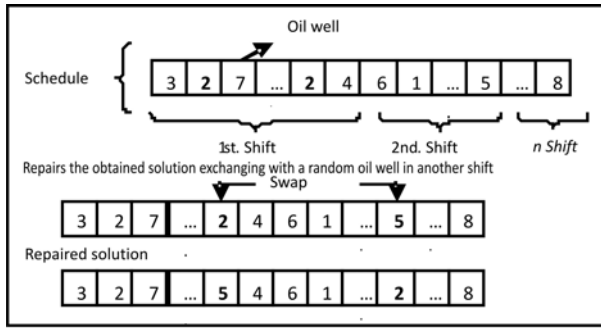 Oil well
Schedule
3 2 7 ... 2 4 6 1 ... 5 ... 8
1st. Shift 2nd. Shift n Shift
Repairs the obtained solution exchanging with a random oil well in another shift
Swap
3 2 7 ... 2 4 6 1 ... 5 ... 8
Repaired solution
3 2 7 ... 5 4 6 1 ... 2 ... 8